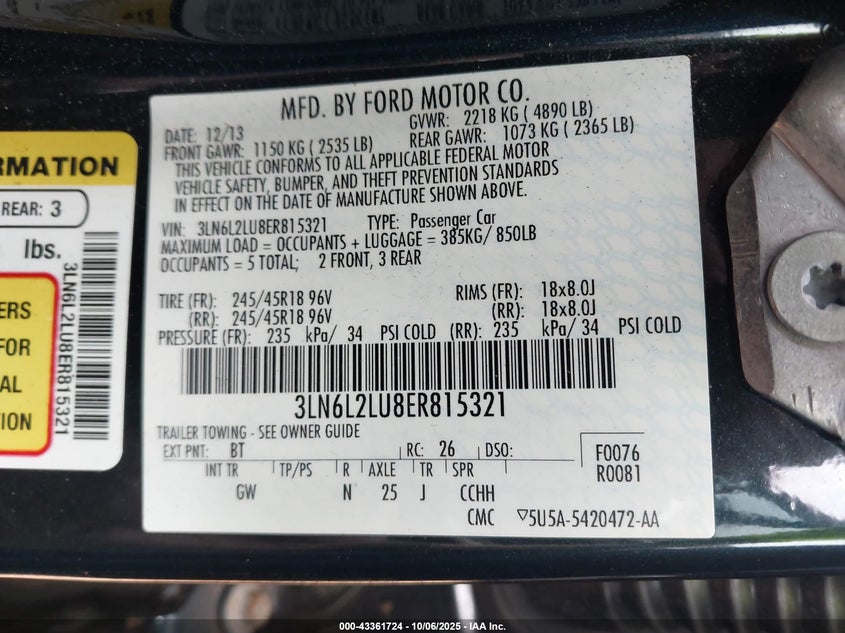 MFD. BY FORD MOTOR CO.
DATE: 12/13
GVWR: 2218 KG ( 4890 LB)
FRONT GAWR: 1150 KG ( 2535 LB)
REAR GAWR: 1073 KG ( 2365 LB)
THIS VEHICLE CONFORMS TO ALL APPLICABLE FEDERAL MOTOR
VEHICLE SAFETY, BUMPER, AND THEFT PREVENTION STANDARDS
IN EFFECT ON THE DATE OF MANUFACTURE SHOWN ABOVE.
VIN: 3LN6L2LU8ER815321 TYPE: Passenger Car
MAXIMUM LOAD = OCCUPANTS + LUGGAGE = 385KG/ 850LB
OCCUPANTS = 5 TOTAL; 2 FRONT, 3 REAR
TIRE (FR): 245/45R18 96V RIMS (FR): 18x8.0J
(RR): 245/45R18 96V (RR): 18x8.0J
PRESSURE (FR): 235 kPa/ 34 PSI COLD (RR): 235 kPa/ 34 PSI COLD
3LN6L2LU8ER815321
TRAILER TOWING - SEE OWNER GUIDE
EXT PNT: BT RC: 26 DSO:
F0076
R0081
INT TR TP/PS R AXLE TR SPR
GW N 25 J CCHH
CMC ▽5U5A-5420472-AA
RMATION
REAR: 3
lbs.
ERS
FOR
AL
TION
3LN6L2LU8ER815321
000-43361724 | 10/06/2025 | © IAA Inc.